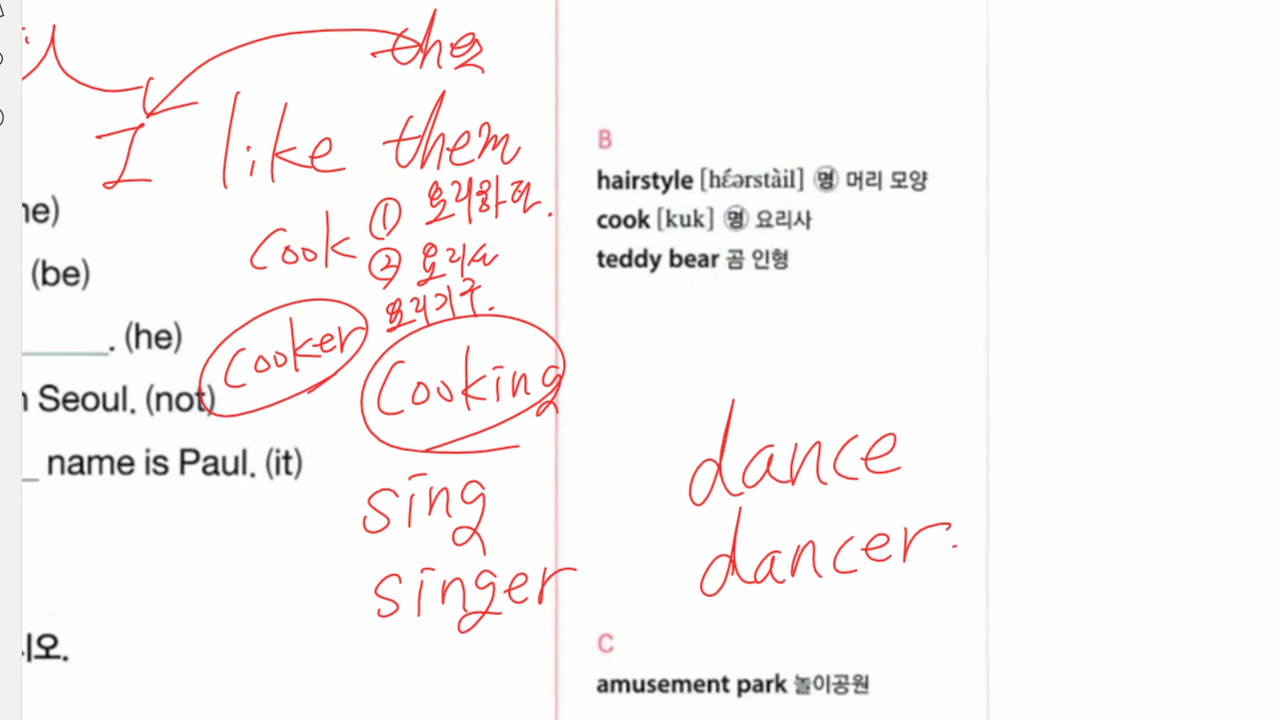 the
I like them
cook ① 요리하다.
② 요리사
요리기구.
cooker
cooking
sing
singer
dance
dancer.
he)
(be)
. (he)
Seoul. (not)
name is Paul. (it)
시오.
B
hairstyle [hέərstàil] 명 머리 모양
cook [kuk] 명 요리사
teddy bear 곰 인형
C
amusement park 놀이공원